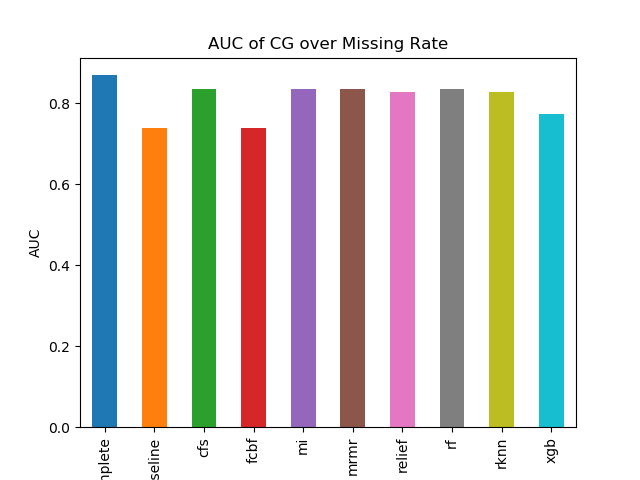 AUC of CG over Missing Rate
AUC
0.8
0.6
0.4
0.2
0.0
cfs
fcbf
mi
mrmr
relief
rf
rknn
xgb